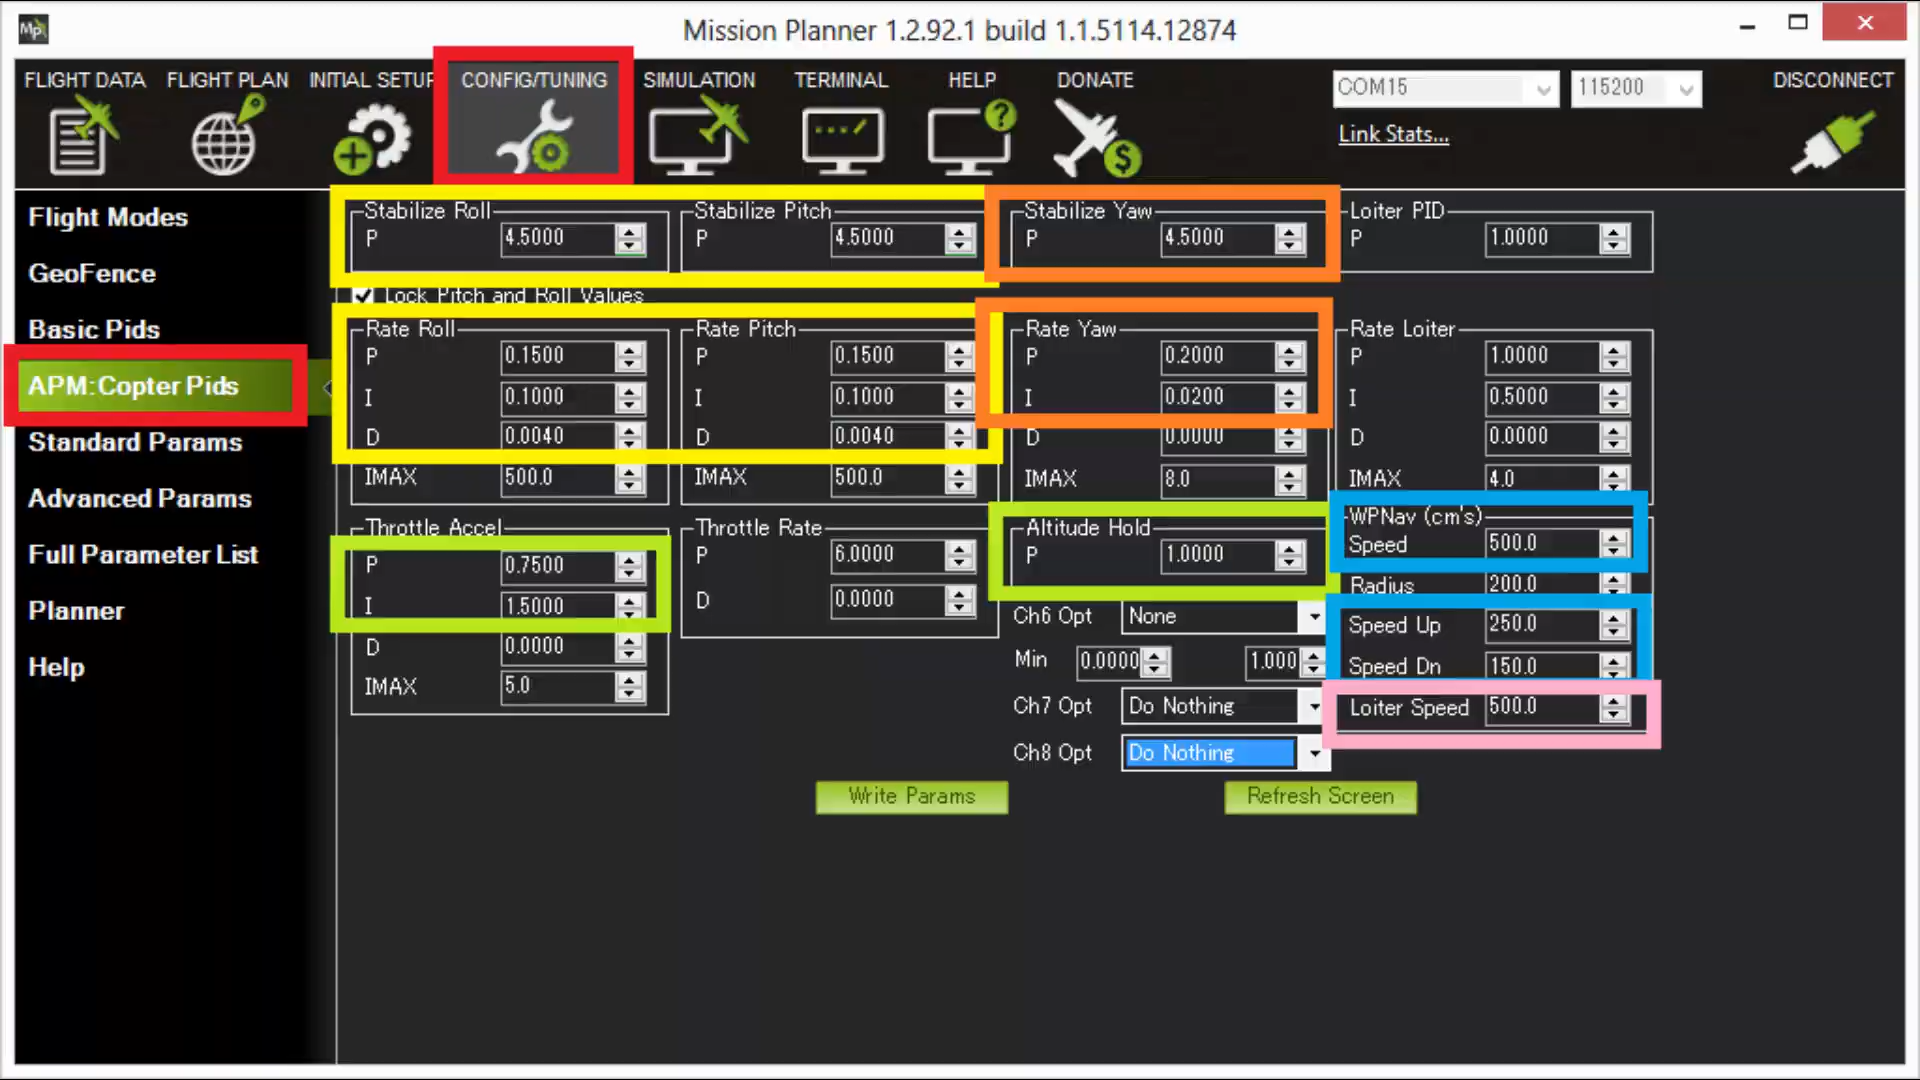 Mp
Mission Planner 1.2.92.1 build 1.1.5114.12874
FLIGHT DATA FLIGHT PLAN INITIAL SETUP CONFIG/TUNING SIMULATION TERMINAL HELP DONATE COM15 115200 DISCONNECT
Link Stats...
Flight Modes
GeoFence
Basic Pids
APM:Copter Pids
Standard Params
Advanced Params
Full Parameter List
Planner
Help
Stabilize Roll
P 4.5000
Stabilize Pitch
P 4.5000
Stabilize Yaw
P 4.5000
Loiter PID
P 1.0000
Lock Pitch and Roll Values
Rate Roll
P 0.1500
I 0.1000
D 0.0040
IMAX 500.0
Rate Pitch
P 0.1500
I 0.1000
D 0.0040
IMAX 500.0
Rate Yaw
P 0.2000
I 0.0200
D 0.0000
IMAX 8.0
Rate Loiter
P 1.0000
I 0.5000
D 0.0000
IMAX 4.0
Throttle Accel
P 0.7500
I 1.5000
D 0.0000
IMAX 5.0
Throttle Rate
P 6.0000
D 0.0000
Altitude Hold
P 1.0000
Ch6 Opt None
Min 0.0000 1.000
Ch7 Opt Do Nothing
Ch8 Opt Do Nothing
WPNav (cm's)
Speed 500.0
Radius 200.0
Speed Up 250.0
Speed Dn 150.0
Loiter Speed 500.0
Write Params Refresh Screen